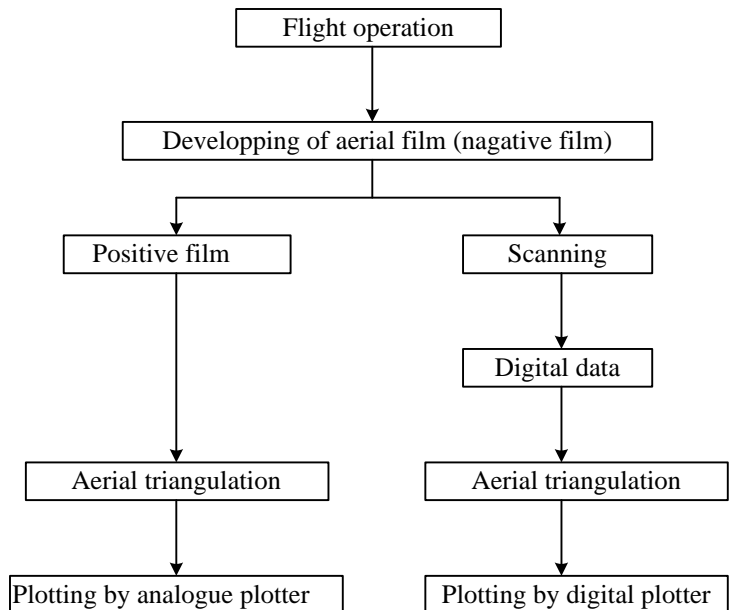 Flight operation
Developping of aerial film (nagative film)
Positive film
Scanning
Digital data
Aerial triangulation
Aerial triangulation
Plotting by analogue plotter
Plotting by digital plotter